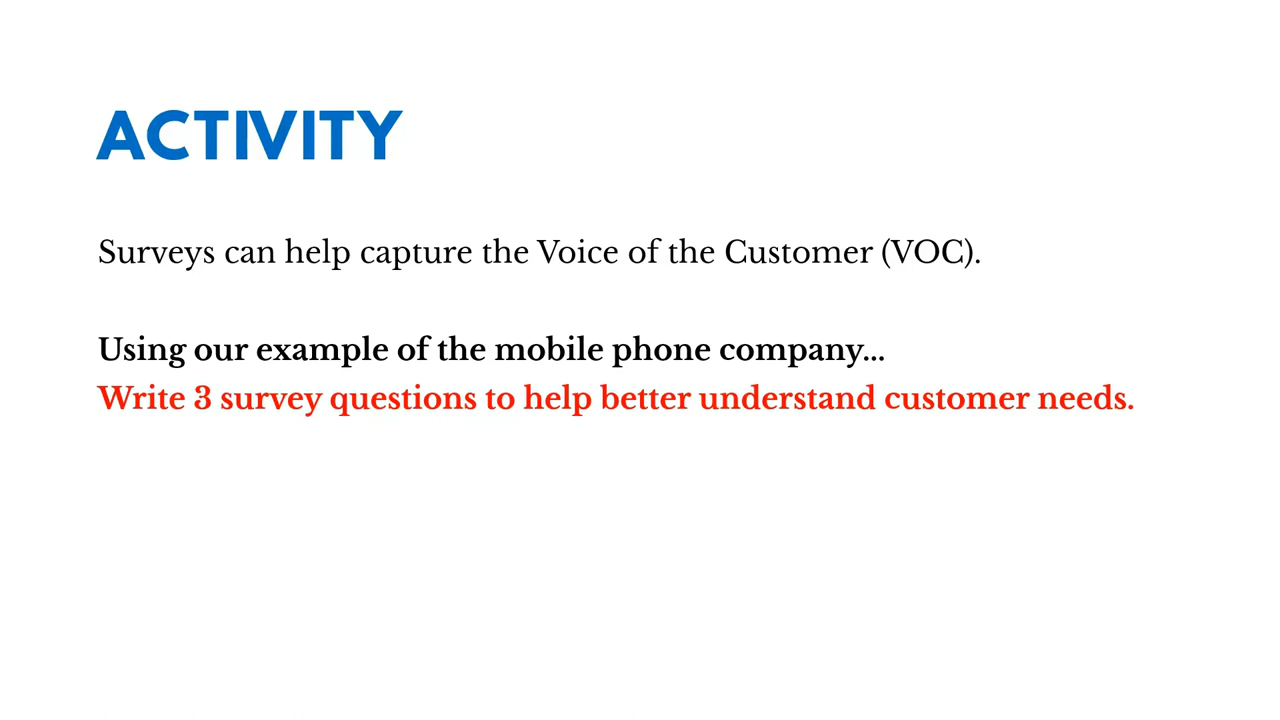 ACTIVITY
Surveys can help capture the Voice of the Customer (VOC).
Using our example of the mobile phone company...
Write 3 survey questions to help better understand customer needs.